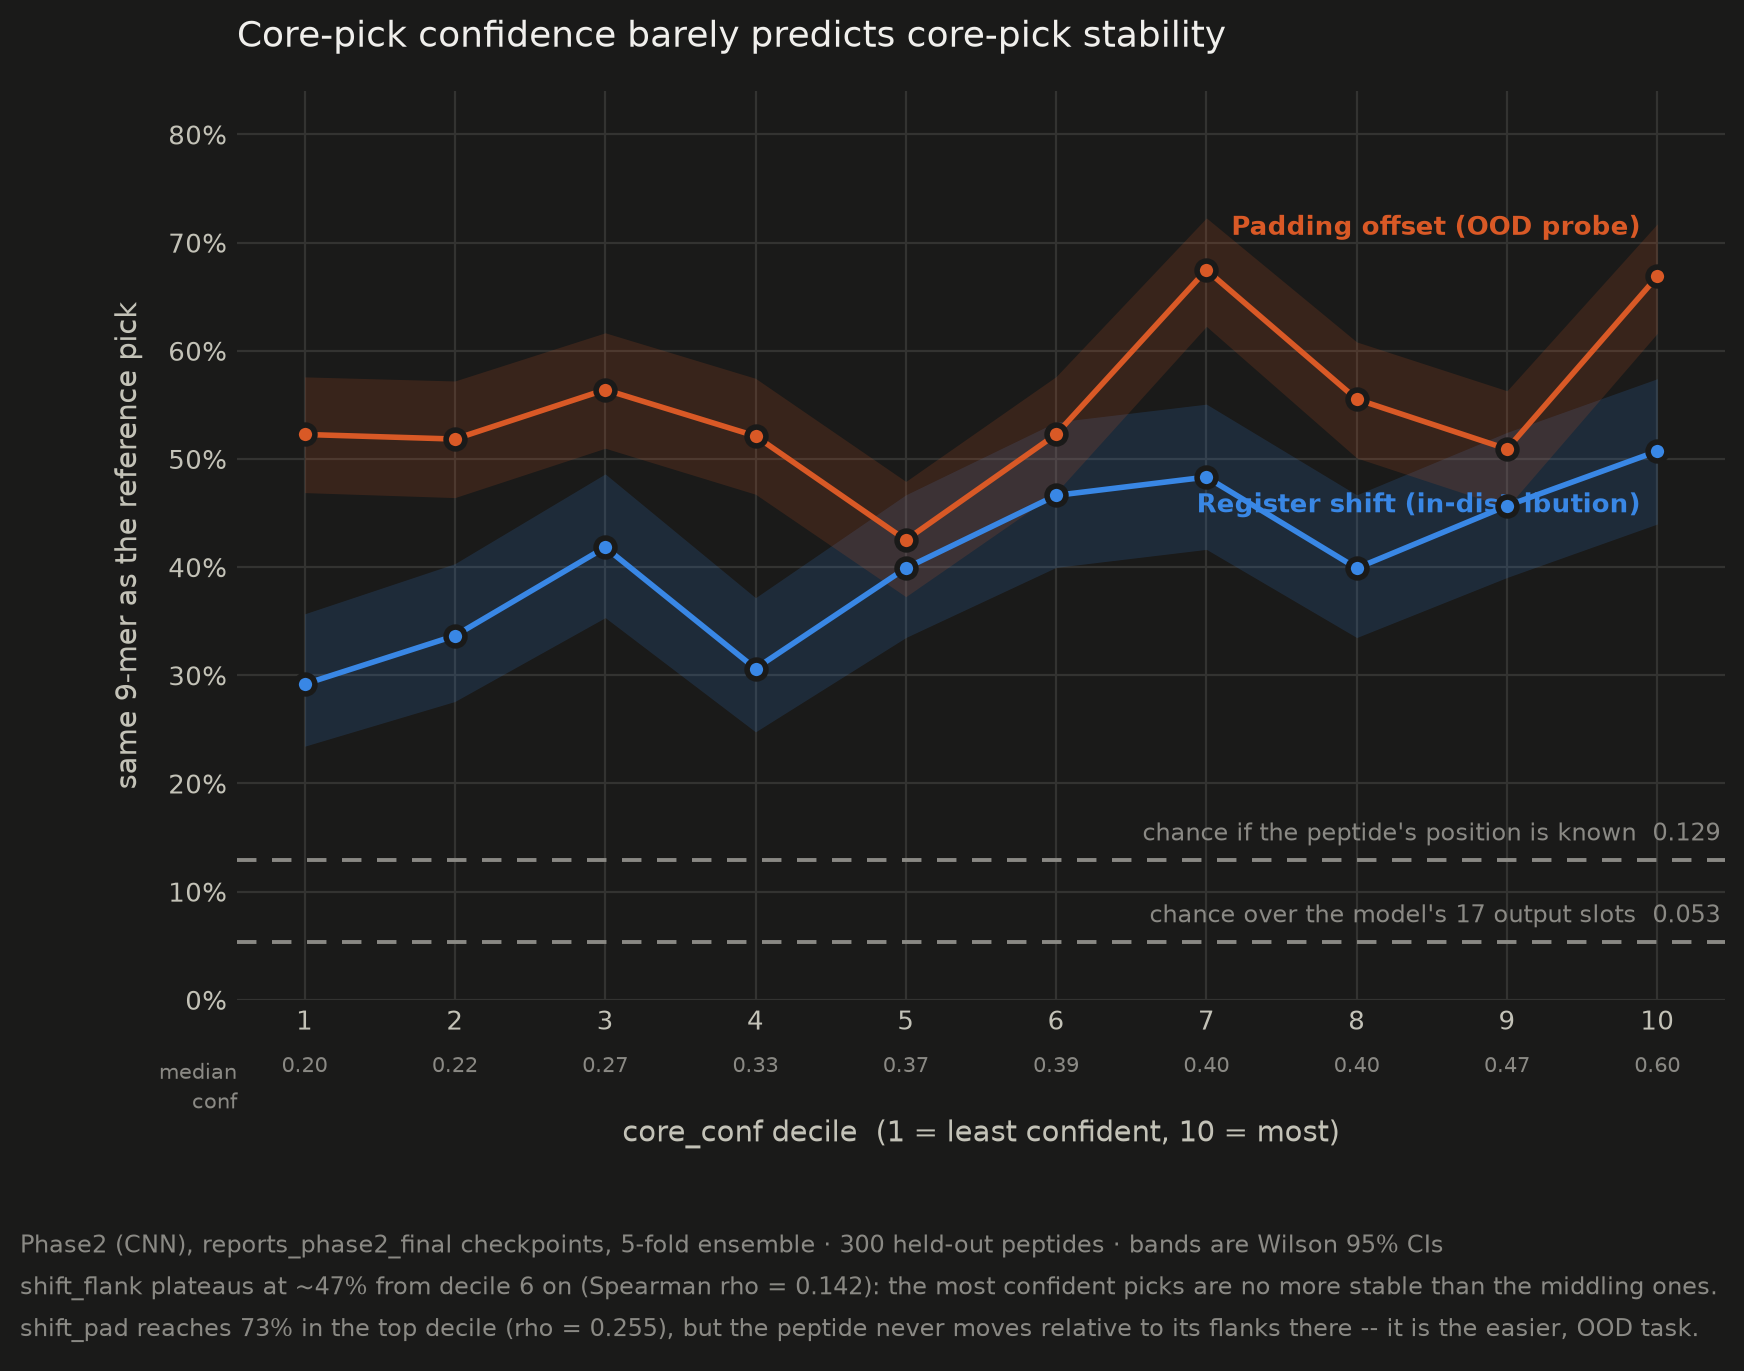 Core-pick confidence barely predicts core-pick stability
80%
70%
60%
50%
40%
30%
20%
10%
0%
same 9-mer as the reference pick
Padding offset (OOD probe)
Register shift (in-distribution)
chance if the peptide's position is known 0.129
chance over the model's 17 output slots 0.053
1 2 3 4 5 6 7 8 9 10
median conf 0.20 0.22 0.27 0.33 0.37 0.39 0.40 0.40 0.47 0.60
core_conf decile (1 = least confident, 10 = most)
Phase2 (CNN), reports_phase2_final checkpoints, 5-fold ensemble · 300 held-out peptides · bands are Wilson 95% CIs
shift_flank plateaus at ~47% from decile 6 on (Spearman rho = 0.142): the most confident picks are no more stable than the middling ones.
shift_pad reaches 73% in the top decile (rho = 0.255), but the peptide never moves relative to its flanks there -- it is the easier, OOD task.